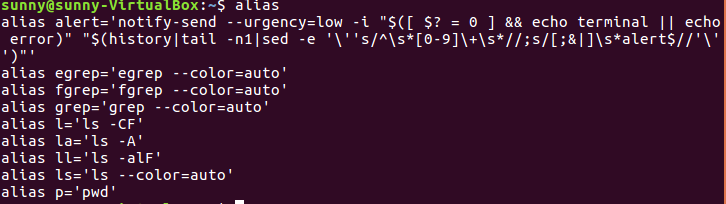 sunny@sunny-VirtualBox:~$ alias
alias alert='notify-send --urgency=low -i "$([ $? = 0 ] && echo terminal || echo
 error)" "$(history|tail -n1|sed -e '\''s/^\s*[0-9]\+\s*//;s/[;&|]\s*alert$//'\'
')"'
alias egrep='egrep --color=auto'
alias fgrep='fgrep --color=auto'
alias grep='grep --color=auto'
alias l='ls -CF'
alias la='ls -A'
alias ll='ls -alF'
alias ls='ls --color=auto'
alias p='pwd'